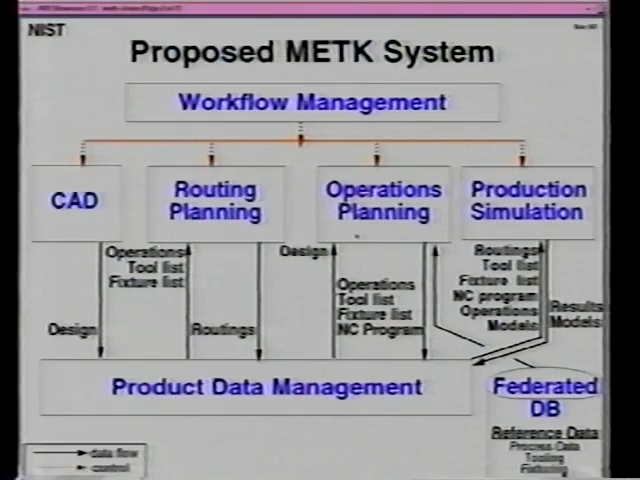 NIST
Proposed METK System
Workflow Management
CAD
Routing
Planning
Operations
Planning
Production
Simulation
Operations
Tool list
Fixture list
Design
Routings
Design
Operations
Tool list
Fixture list
NC Program
Routings
Tool list
Fixture list
NC program
Operations
Models
Results
Models
Design
Product Data Management
Federated
DB
Reference Data
Process Data
Tooling
Fixturing
data flow
control